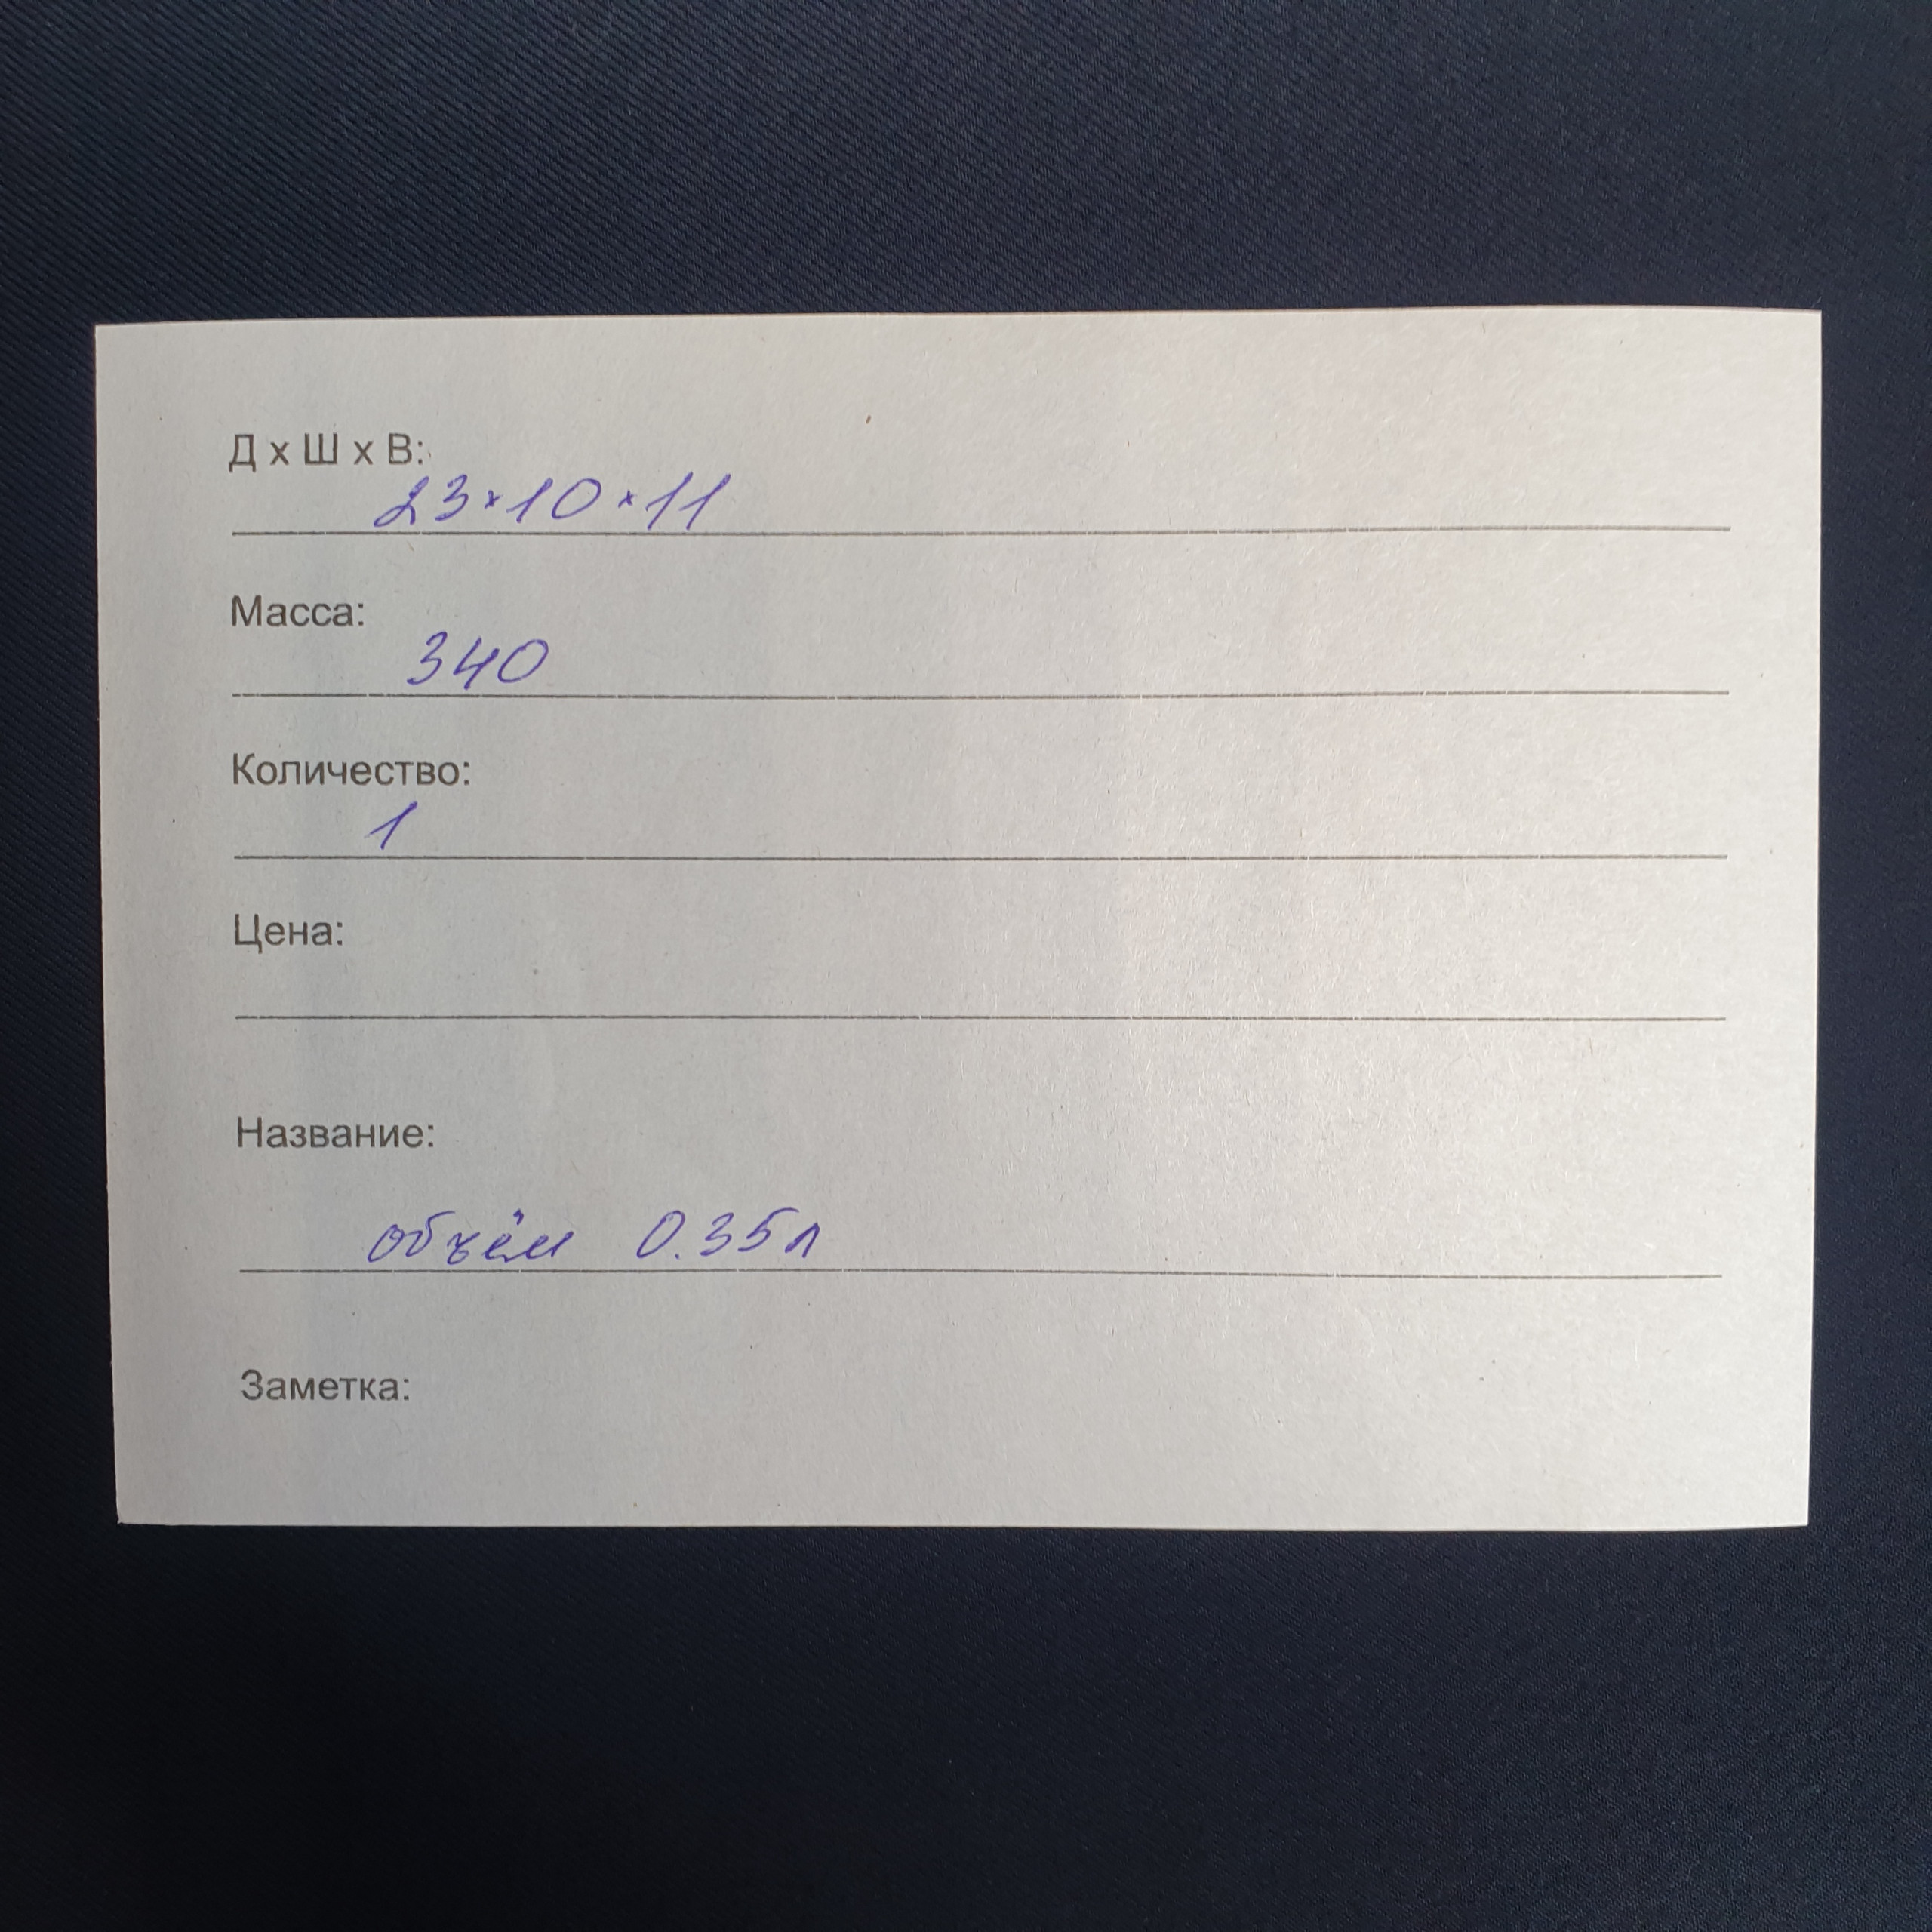 Д х Ш х В:
23×10×11
Масса:
340
Количество:
1
Цена:
Название:
объём 0.35л
Заметка: